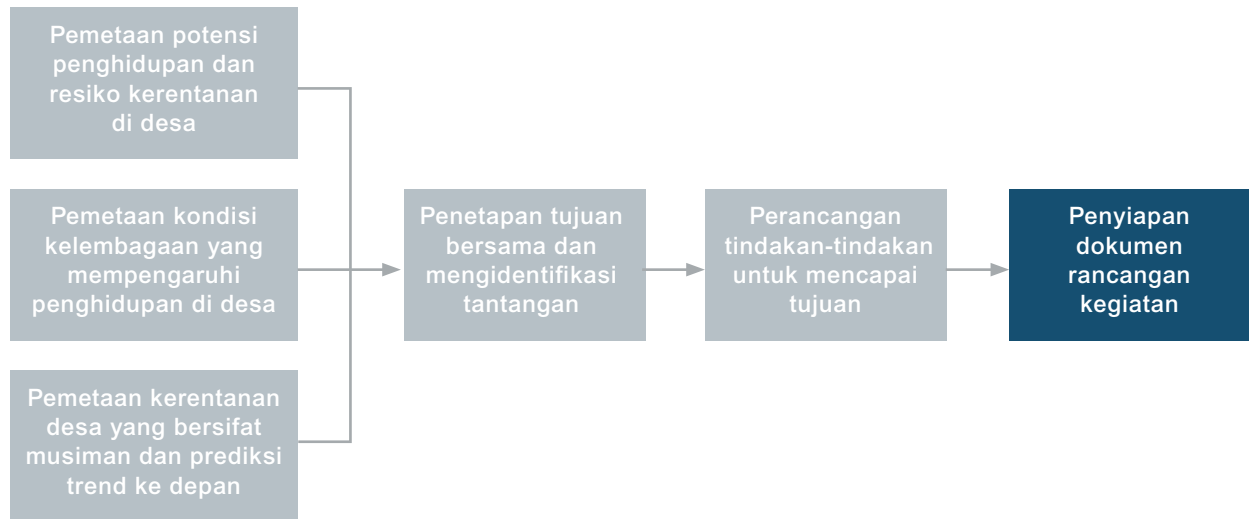 Pemetaan potensi
penghidupan dan
resiko kerentanan
di desa
Pemetaan kondisi
kelembagaan yang
mempengaruhi
penghidupan di desa
Pemetaan kerentanan
desa yang bersifat
musiman dan prediksi
trend ke depan
Penetapan tujuan
bersama dan
mengidentifikasi
tantangan
Perancangan
tindakan-tindakan
untuk mencapai
tujuan
Penyiapan
dokumen
rancangan
kegiatan